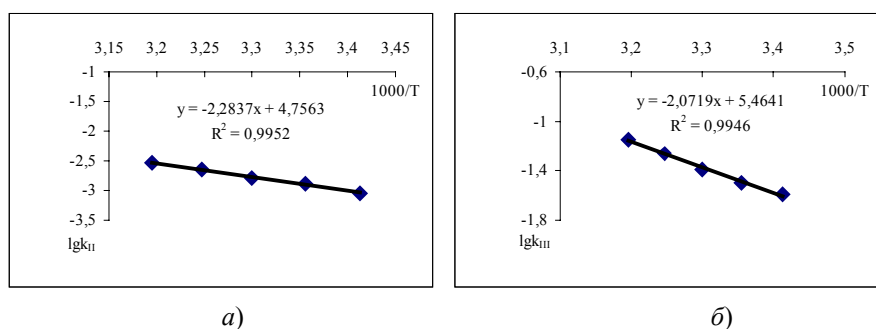 3,15 3,2 3,25 3,3 3,35 3,4 3,45
-1
1000/T
-1,5
y = -2,2837x + 4,7563
R² = 0,9952
-2
-2,5
-3
-3,5
lgkII
а)
3,1 3,2 3,3 3,4 3,5
-0,6
1000/T
y = -2,0719x + 5,4641
R² = 0,9946
-1
-1,4
-1,8
lgkIII
б)